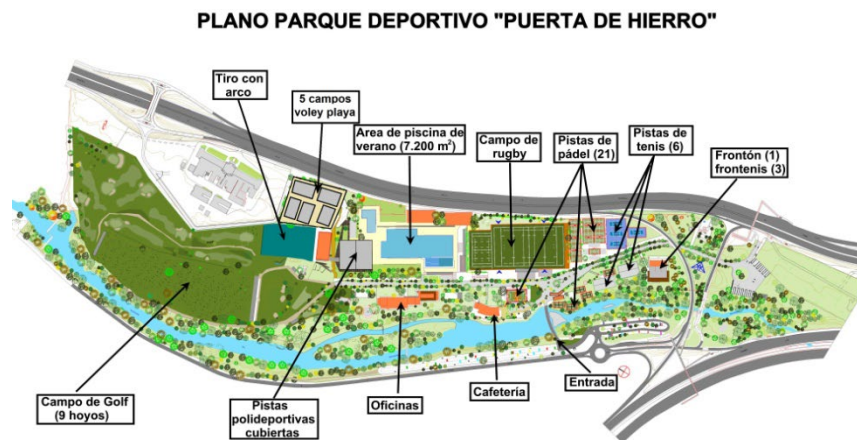 PLANO PARQUE DEPORTIVO "PUERTA DE HIERRO"
Tiro con
arco
5 campos
voley playa
Area de piscina de
verano (7.200 m²)
Campo de
rugby
Pistas de
pádel (21)
Pistas de
tenis (6)
Frontón (1)
frontenis (3)
Campo de Golf
(9 hoyos)
Pistas
polideportivas
cubiertas
Oficinas
Cafetería
Entrada